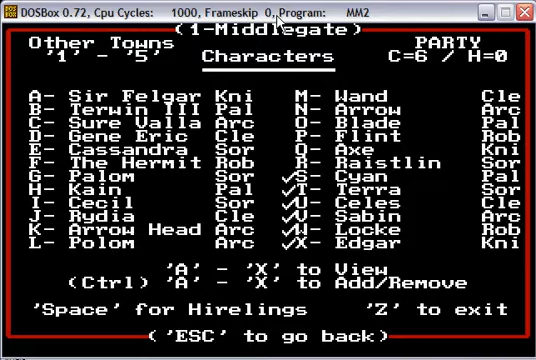 DOSBox 0.72, Cpu Cycles: 1000, Frameskip 0, Program: MM2
(1-Middlegate)
Other Towns PARTY
'1' - '5' Characters C=6 / H=0
A- Sir Felgar Kni M- Wand Cle
B- Terwin III Pal N- Arrow Arc
C- Sure Valla Arc O- Blade Pal
D- Gene Eric Cle P- Flint Rob
E- Cassandra Sor Q- Axe Kni
F- The Hermit Rob R- Raistlin Sor
G- Palom Sor ✓S- Cyan Pal
H- Kain Pal ✓T- Terra Sor
I- Cecil Sor ✓U- Celes Cle
J- Rydia Cle ✓V- Sabin Arc
K- Arrow Head Arc ✓W- Locke Rob
L- Polom Arc ✓X- Edgar Kni
'A' - 'X' to View
(Ctrl) 'A' - 'X' to Add/Remove
'Space' for Hirelings 'Z' to exit
('ESC' to go back)